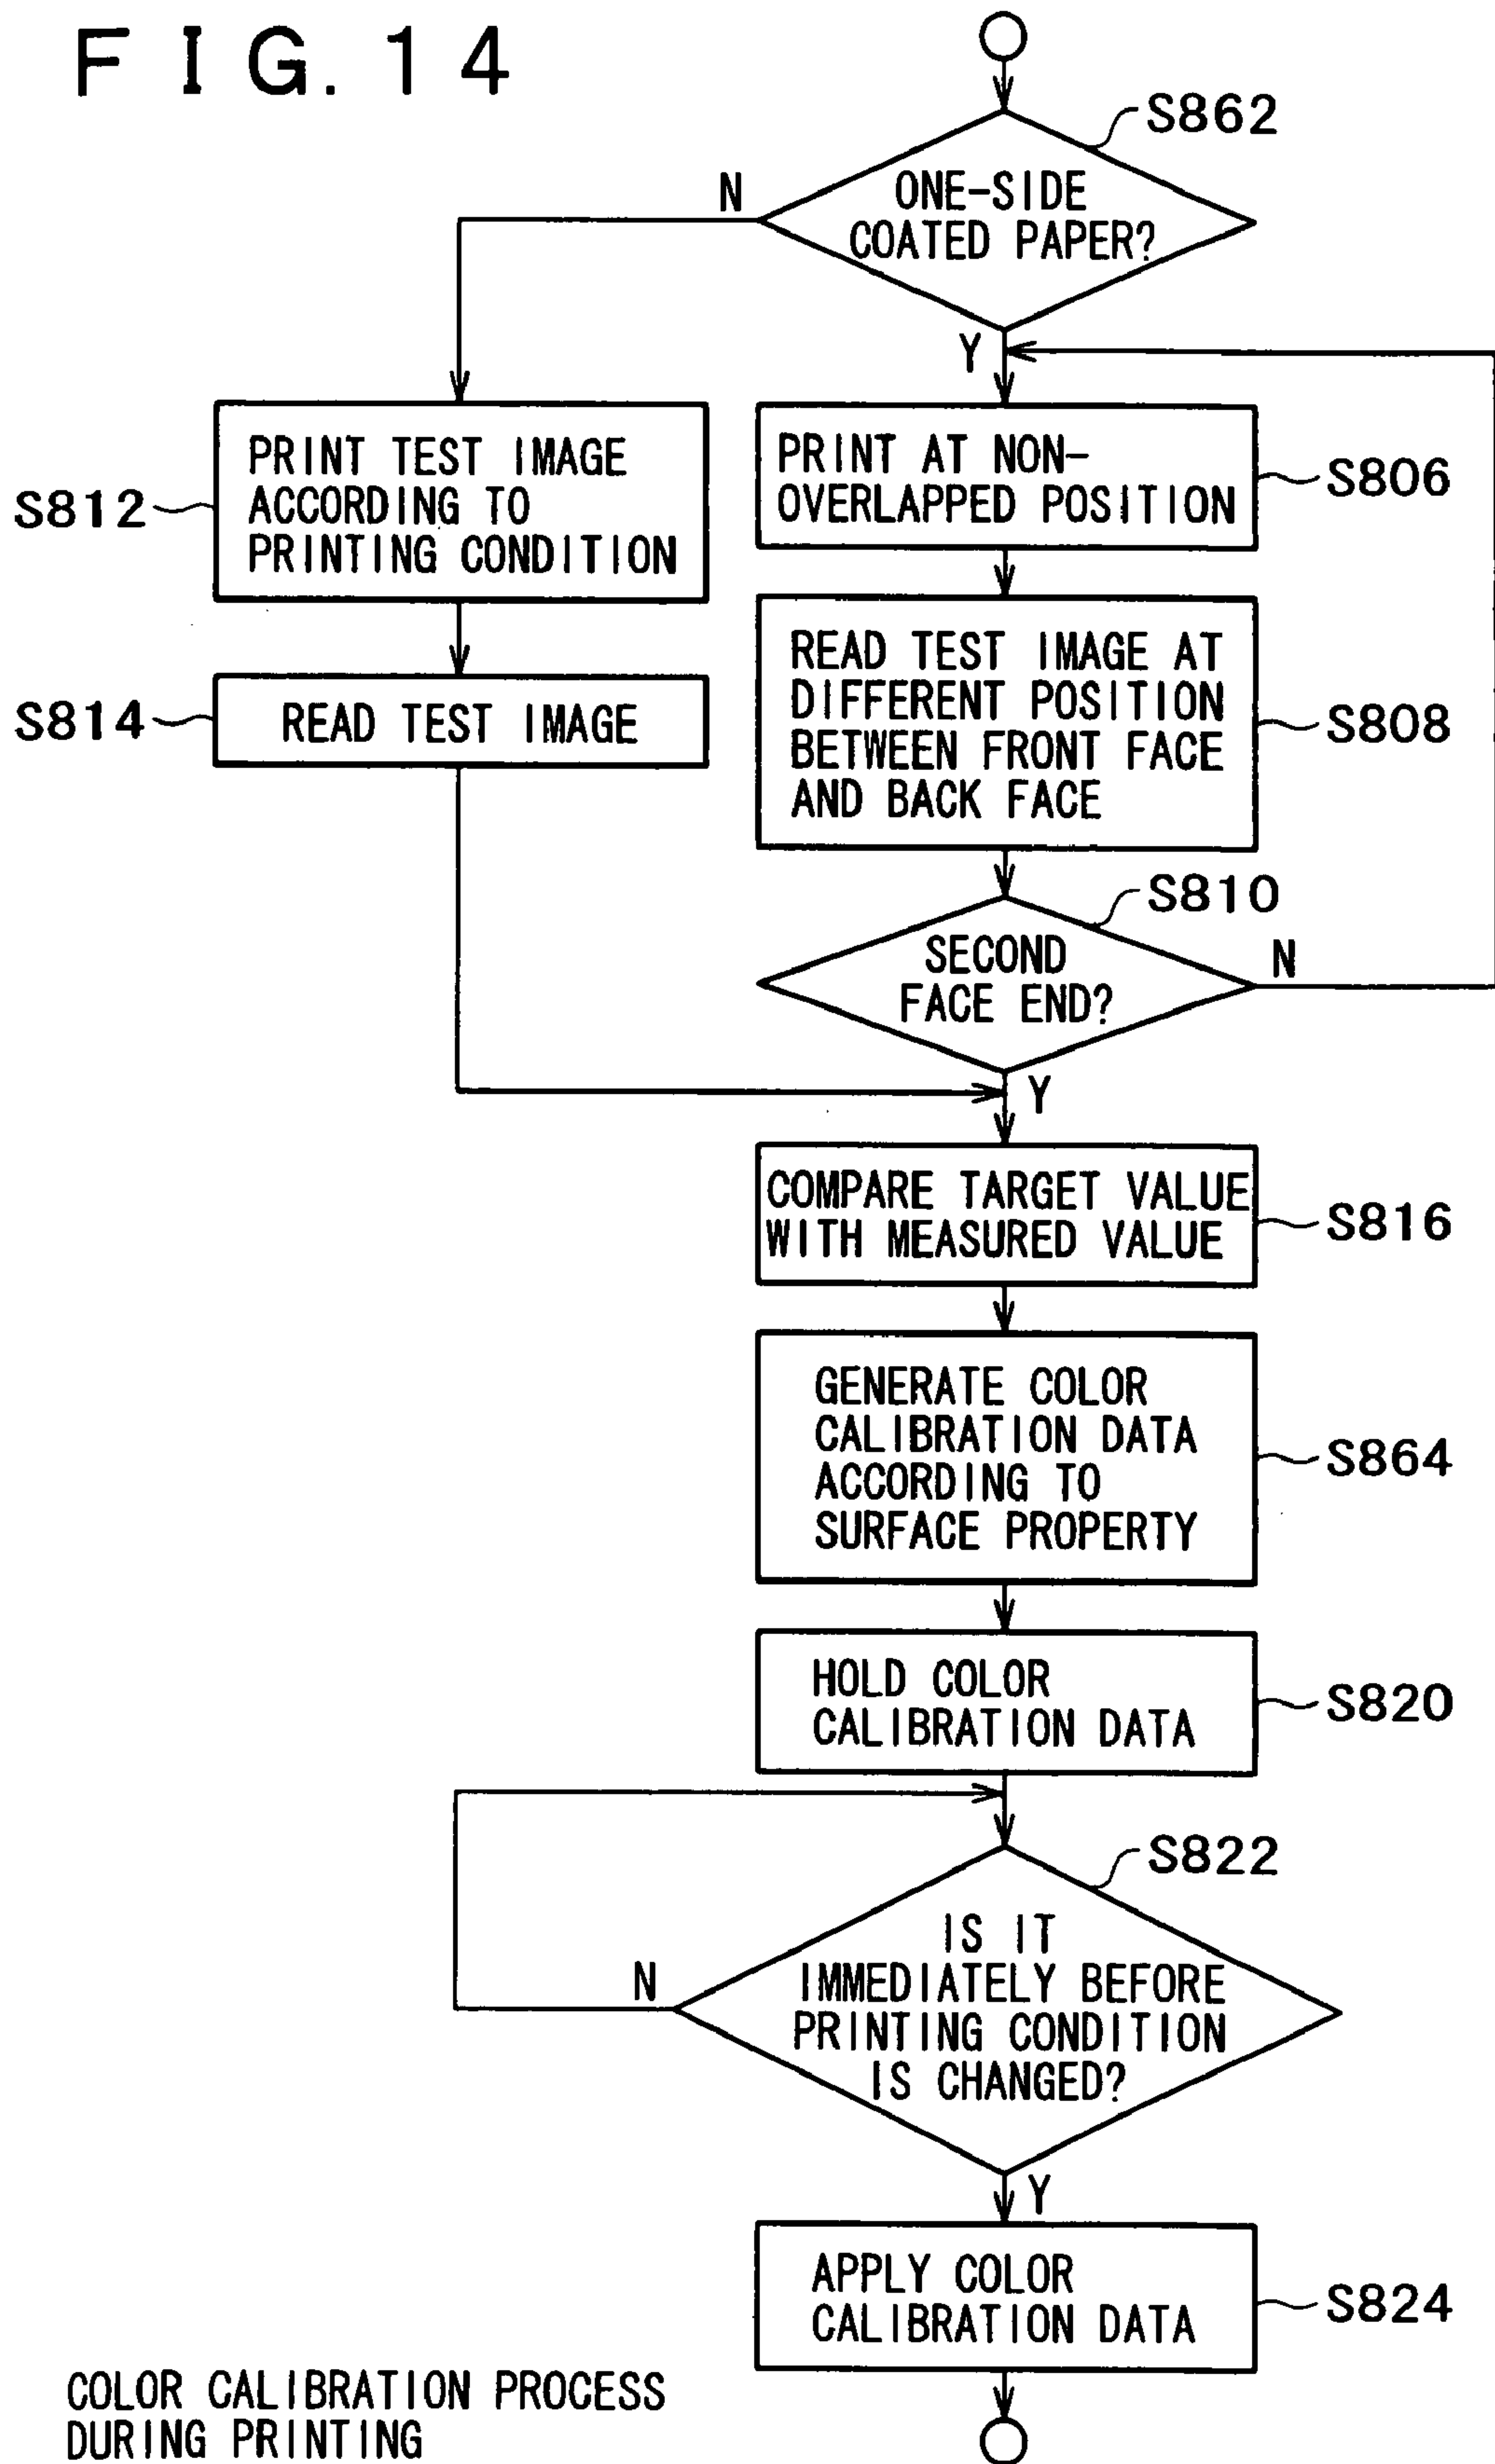 FIG. 14
S862
ONE-SIDE
COATED PAPER?
N
Y
PRINT TEST IMAGE
ACCORDING TO
PRINTING CONDITION
S812
PRINT AT NON-
OVERLAPPED POSITION
S806
READ TEST IMAGE
S814
READ TEST IMAGE AT
DIFFERENT POSITION
BETWEEN FRONT FACE
AND BACK FACE
S808
S810
SECOND
FACE END?
N
Y
COMPARE TARGET VALUE
WITH MEASURED VALUE
S816
GENERATE COLOR
CALIBRATION DATA
ACCORDING TO
SURFACE PROPERTY
S864
HOLD COLOR
CALIBRATION DATA
S820
S822
IS IT
IMMEDIATELY BEFORE
PRINTING CONDITION
IS CHANGED?
N
Y
APPLY COLOR
CALIBRATION DATA
S824
COLOR CALIBRATION PROCESS
DURING PRINTING